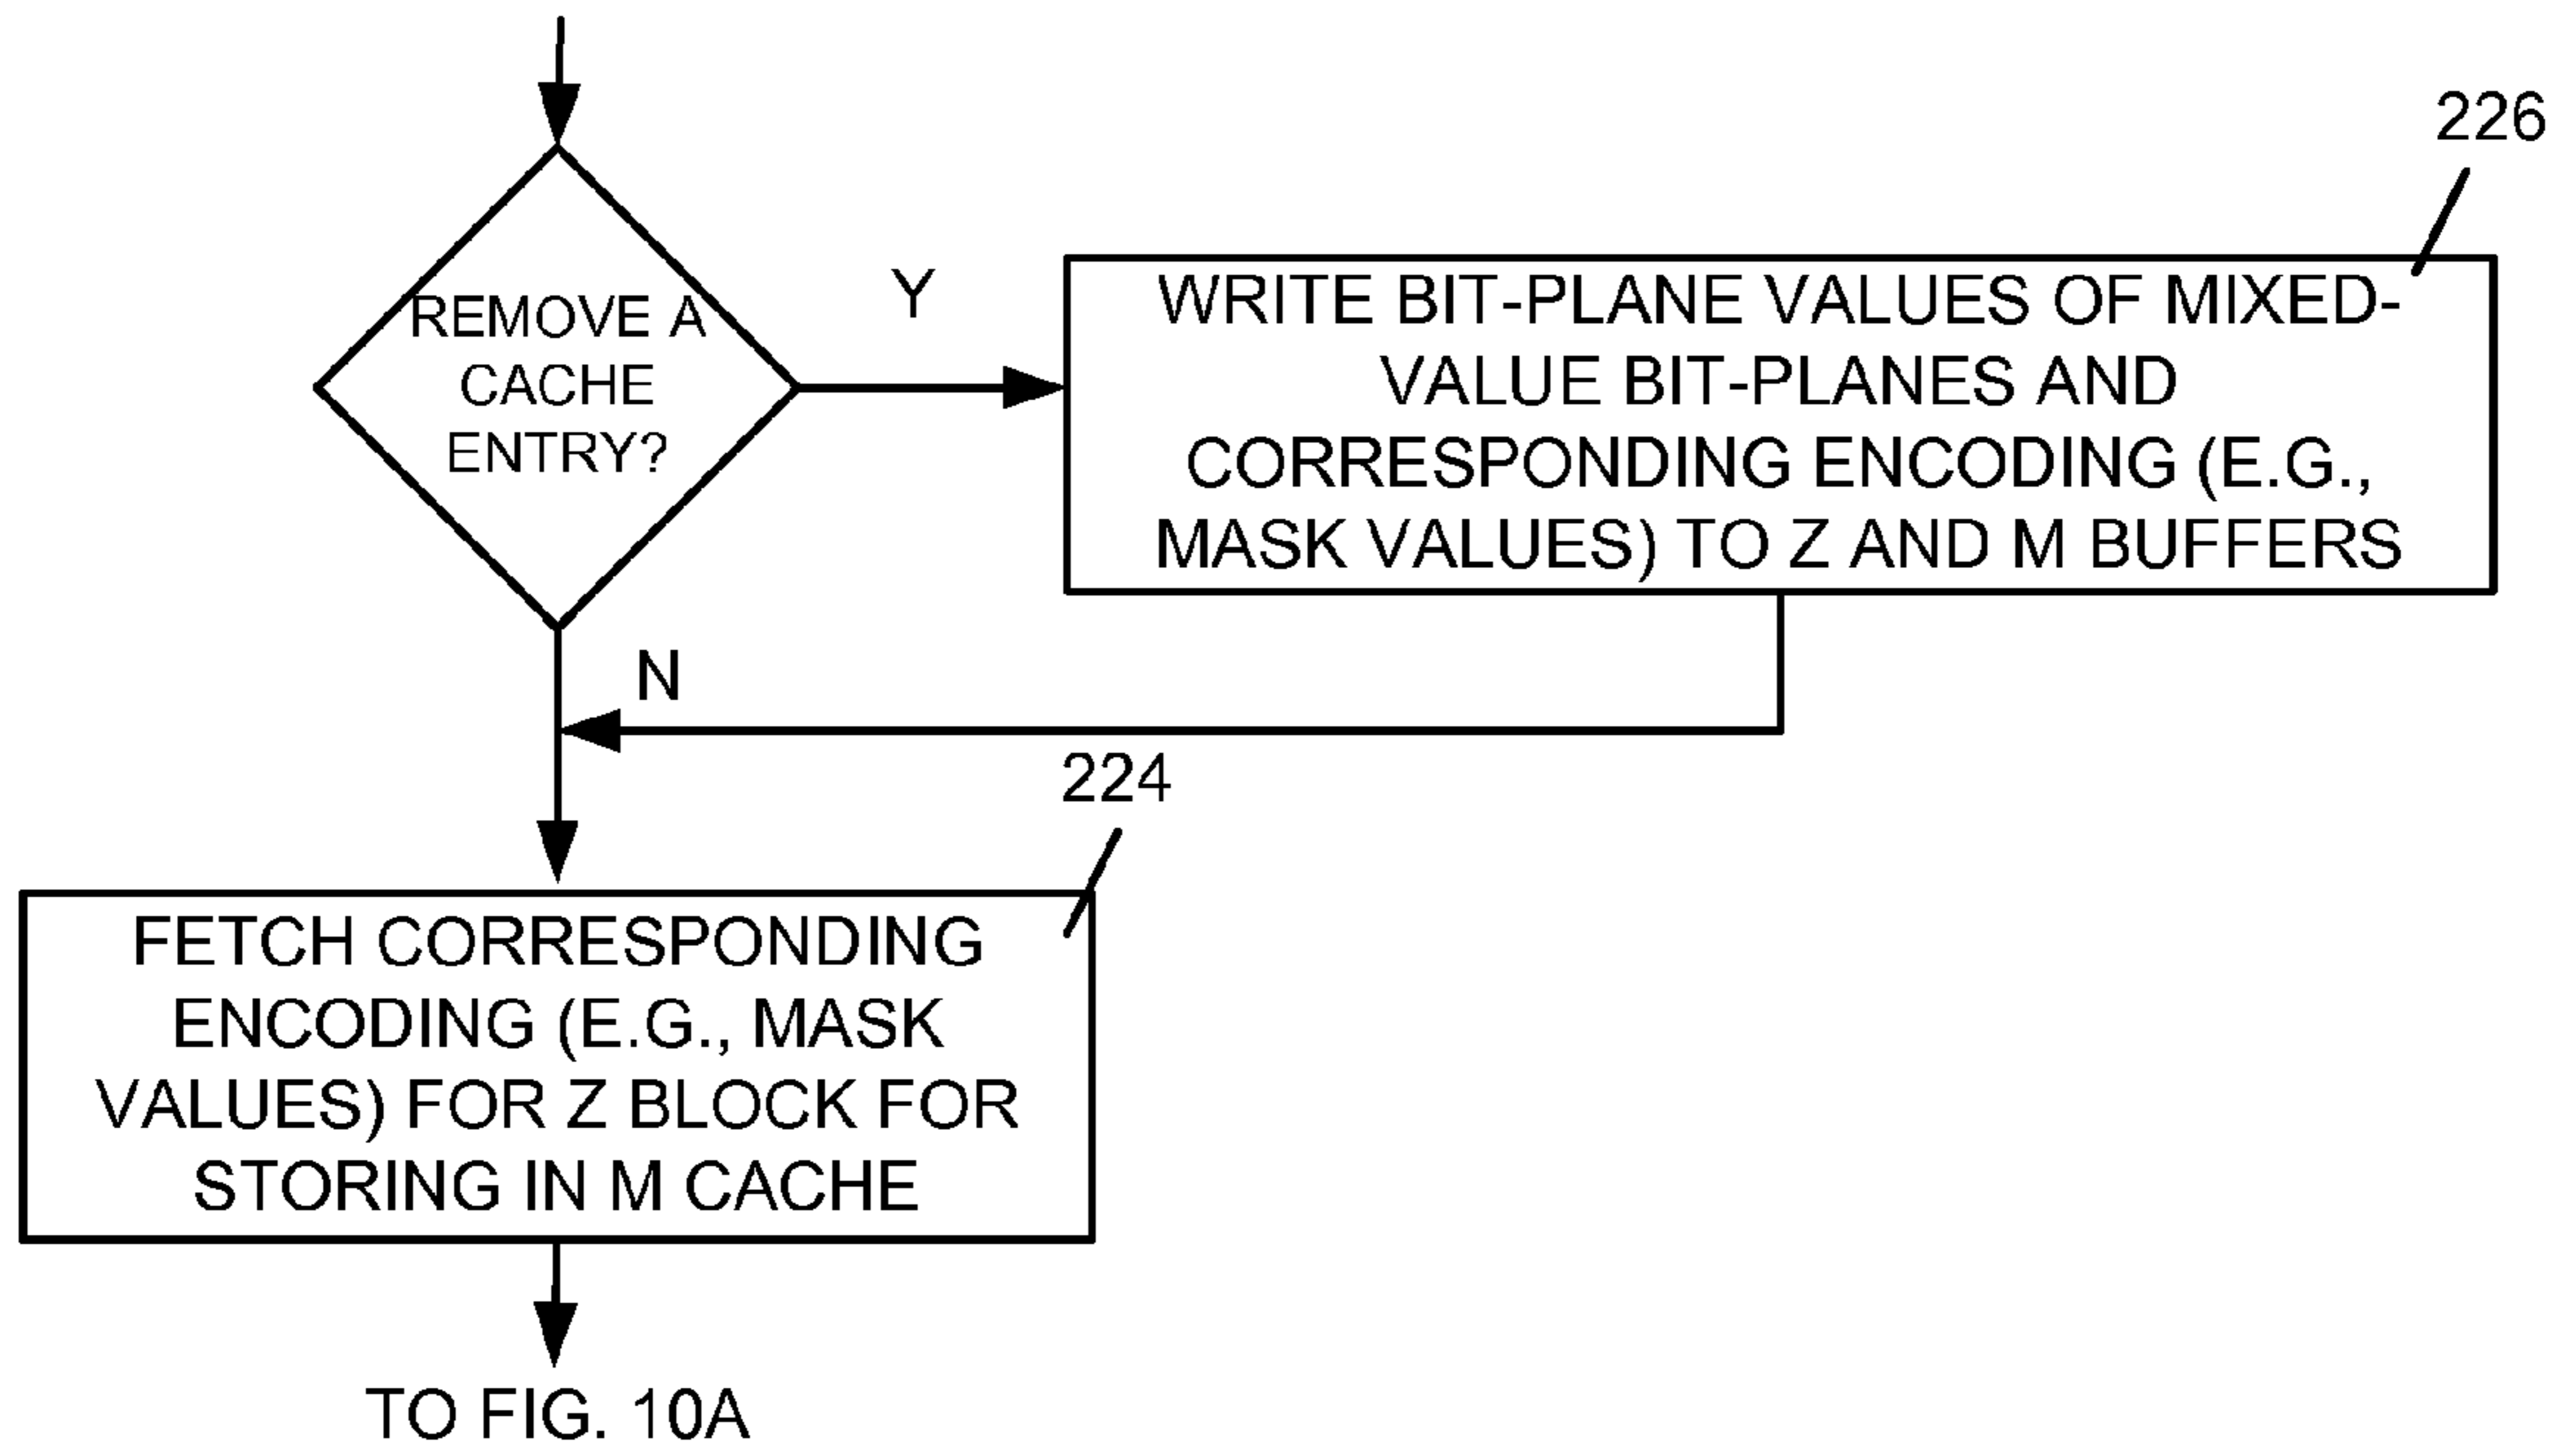 226
REMOVE A
CACHE
ENTRY?
Y
WRITE BIT-PLANE VALUES OF MIXED-
VALUE BIT-PLANES AND
CORRESPONDING ENCODING (E.G.,
MASK VALUES) TO Z AND M BUFFERS
N
224
FETCH CORRESPONDING
ENCODING (E.G., MASK
VALUES) FOR Z BLOCK FOR
STORING IN M CACHE
TO FIG. 10A